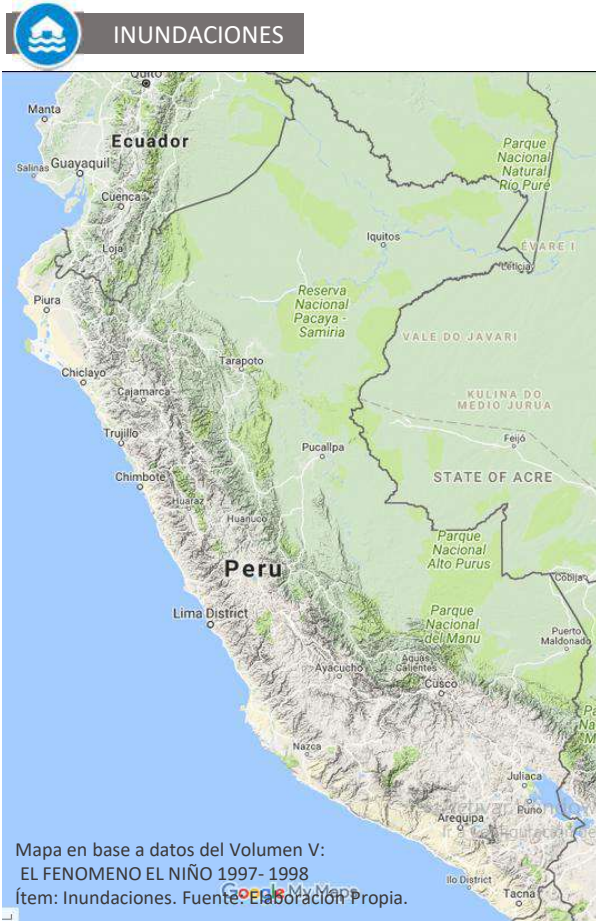 INUNDACIONES
Quito
Manta
Ecuador
Parque
Nacional
Natural
Río Puré
Salinas
Guayaquil
Cuenca
Iquitos
ÉVARE I
Loja
Leticia
Piura
Reserva
Nacional
Pacaya -
Samiria
VALE DO JAVARI
Tarapoto
Chiclayo
Cajamarca
KULINA DO
MEDIO JURUÁ
Trujillo
Feijó
Pucallpa
Chimbote
STATE OF ACRE
Huaraz
Huanuco
Parque
Nacional
Alto Purus
Peru
Cobija
Lima District
Parque
Nacional
del Manu
Puerto
Maldonado
Ayacucho
Aguas
Calientes
Cusco
Nazca
Juliaca
Puno
Arequipa
Mapa en base a datos del Volumen V:
EL FENOMENO EL NIÑO 1997- 1998
Ítem: Inundaciones. Fuente: Elaboración Propia.
Google My Maps
Ilo District
Tacna